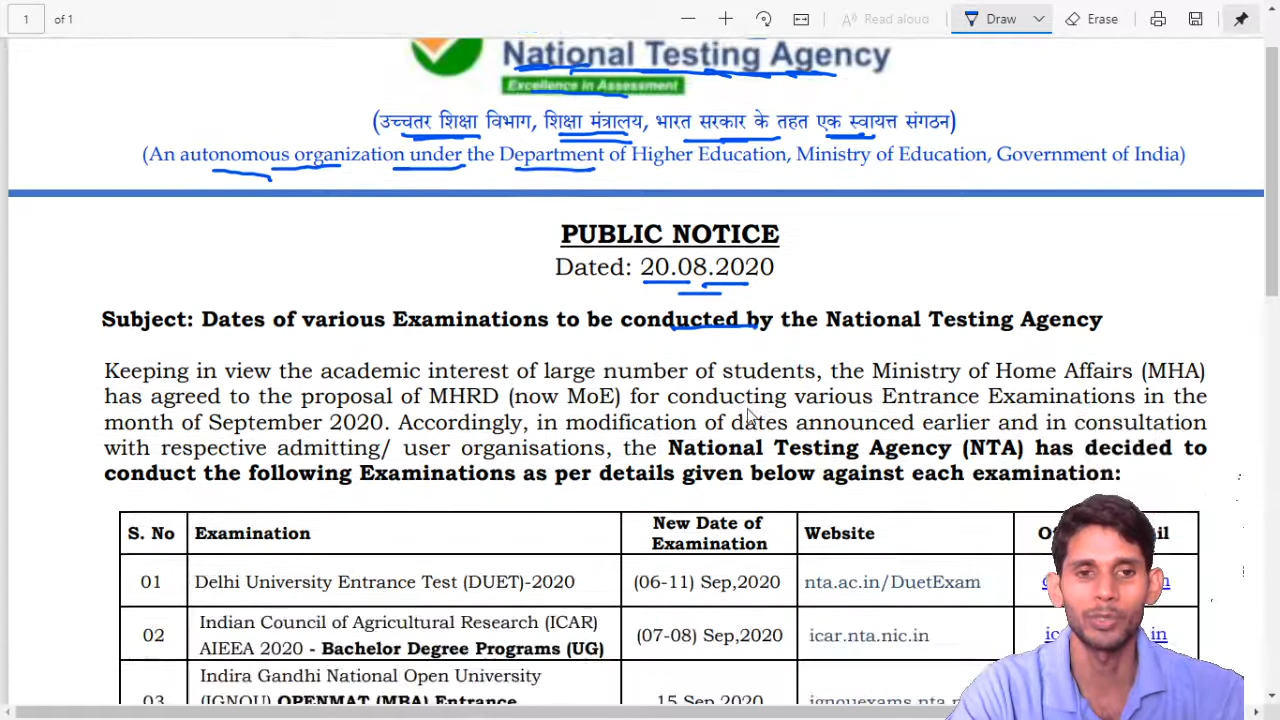 1 of 1
Read aloud
Draw
Erase
National Testing Agency
Excellence in Assessment
(उच्चतर शिक्षा विभाग, शिक्षा मंत्रालय, भारत सरकार के तहत एक स्वायत्त संगठन)
(An autonomous organization under the Department of Higher Education, Ministry of Education, Government of India)
PUBLIC NOTICE
Dated: 20.08.2020
Subject: Dates of various Examinations to be conducted by the National Testing Agency
Keeping in view the academic interest of large number of students, the Ministry of Home Affairs (MHA)
has agreed to the proposal of MHRD (now MoE) for conducting various Entrance Examinations in the
month of September 2020. Accordingly, in modification of dates announced earlier and in consultation
with respective admitting/ user organisations, the National Testing Agency (NTA) has decided to
conduct the following Examinations as per details given below against each examination:
S. No Examination New Date of Examination Website
01 Delhi University Entrance Test (DUET)-2020 (06-11) Sep,2020 nta.ac.in/DuetExam
02 Indian Council of Agricultural Research (ICAR)
AIEEA 2020 - Bachelor Degree Programs (UG) (07-08) Sep,2020 icar.nta.nic.in
03 Indira Gandhi National Open University
(IGNOU) OPENMAT (MBA) Entrance 15 Sep,2020